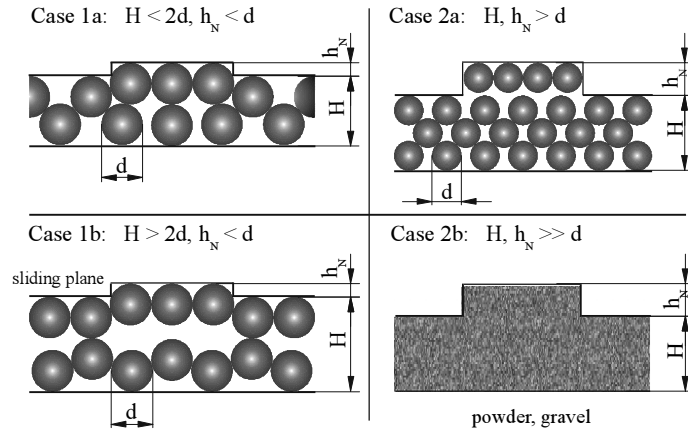 Case 1a: H < 2d, h_N < d
h_N
H
d
Case 2a: H, h_N > d
h_N
H
d
Case 1b: H > 2d, h_N < d
sliding plane
h_N
H
d
Case 2b: H, h_N >> d
h_N
H
powder, gravel